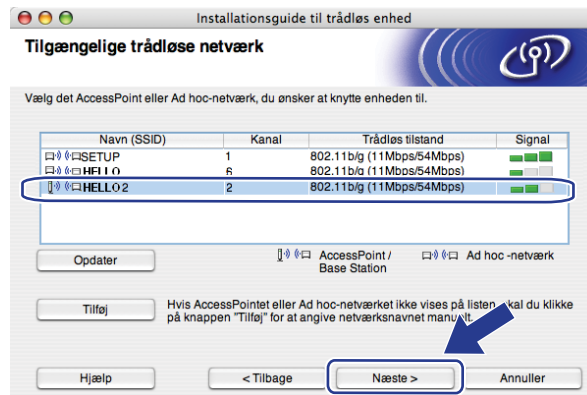 Installationsguide til trådløs enhed
Tilgængelige trådløse netværk
Vælg det AccessPoint eller Ad hoc-netværk, du ønsker at knytte enheden til.
Navn (SSID) Kanal Trådløs tilstand Signal
SETUP 1 802.11b/g (11Mbps/54Mbps)
HELLO 6 802.11b/g (11Mbps/54Mbps)
HELLO2 2 802.11b/g (11Mbps/54Mbps)
Opdater AccessPoint / Ad hoc -netværk
Base Station
Tilføj Hvis AccessPointet eller Ad hoc-netværket ikke vises på listen, skal du klikke
på knappen "Tilføj" for at angive netværksnavnet manuelt.
Hjælp < Tilbage Næste > Annuller